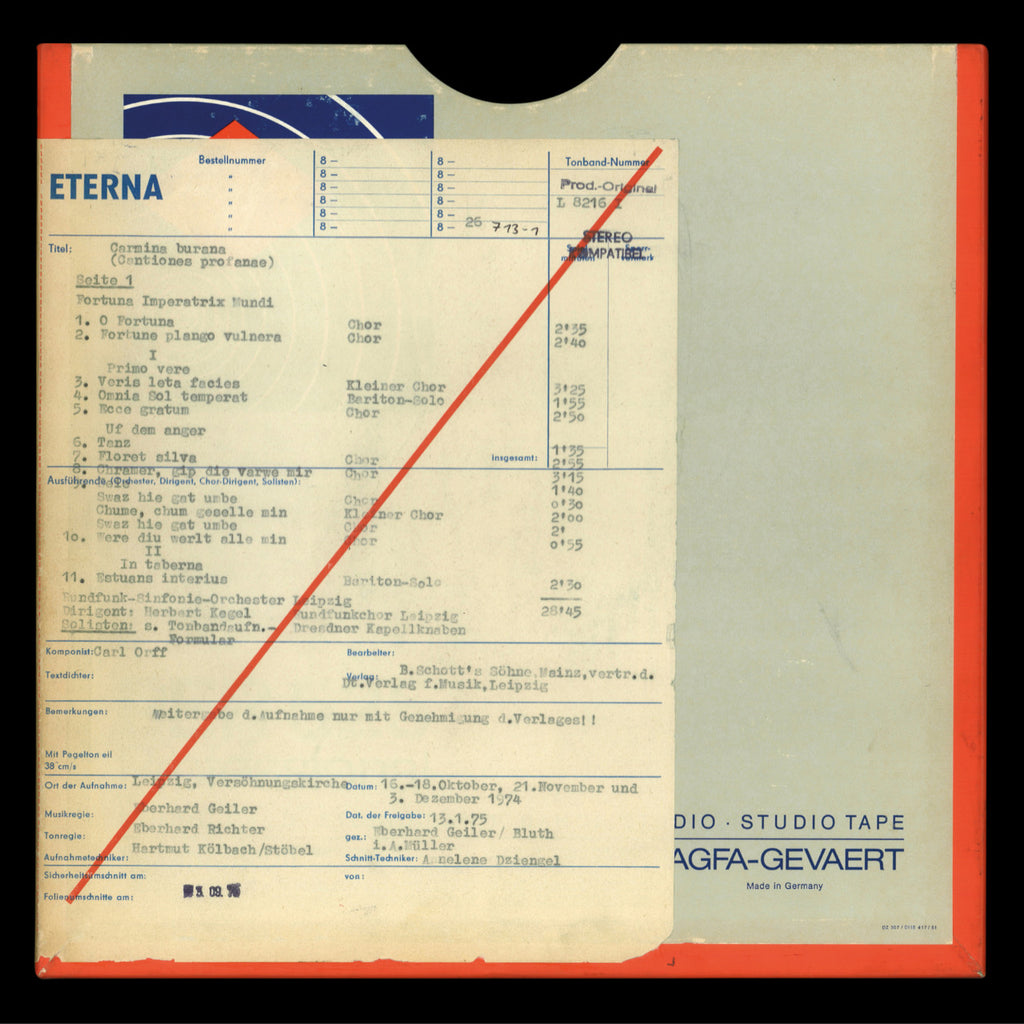 Bestellnummer
8 –
8 –
Tonband-Nummer
"
8 –
8 –
ETERNA
"
8 –
8 –
Prod.-Original
"
8 –
8 –
L 8216 I
"
8 –
8 –
"
8 –
8 – 26 713-1
STEREO
KOMPATIBEL
Titel: Carmina burana
(Cantiones profanae)
Seite 1
Fortuna Imperatrix Mundi
1. O Fortuna Chor 2'35
2. Fortune plango vulnera Chor 2'40
I
Primo vere
3. Veris leta facies Kleiner Chor 3'25
4. Omnia Sol temperat Bariton-Solo 1'55
5. Ecce gratum Chor 2'50
Uf dem anger
6. Tanz 1'35
7. Floret silva Chor insgesamt: 2'55
8. Chramer, gip die varwe mir Chor 3'15
Ausführende (Orchester, Dirigent, Chor-Dirigent, Solisten): 1'40
Swaz hie gat umbe Chor 0'30
Chume, chum geselle min Kleiner Chor 2'00
Swaz hie gat umbe Chor 2'
10. Were diu werlt alle min Chor 0'55
II
In taberna
11. Estuans interius Bariton-Solo 2'30
Rundfunk-Sinfonie-Orchester Leipzig
Dirigent: Herbert Kegel Rundfunkchor Leipzig 28'45
Solisten: s. Tonbandaufn.- Dresdner Kapellknaben
Formular
Komponist: Carl Orff Bearbeiter:
Textdichter: Verlag: B.Schott's Söhne,Mainz,vertr.d.
Dt.Verlag f.Musik,Leipzig
Bemerkungen: Weitergabe d.Aufnahme nur mit Genehmigung d.Verlages!!
Mit Pegelton eil
38 cm/s
Ort der Aufnahme: Leipzig, Versöhnungskirche Datum: 16.-18.Oktober, 21.November und
3. Dezember 1974
Musikregie: Eberhard Geiler Dat. der Freigabe: 13.1.75
Tonregie: Eberhard Richter gez.: Eberhard Geiler/ Bluth
i.A.Müller
Aufnahmetechniker: Hartmut Kölbach/Stöbel Schnitt-Techniker: Annelene Dziengel
Sicherheitsumschnitt am: von:
Folienumschnitte am:
DIO · STUDIO TAPE
AGFA-GEVAERT
Made in Germany